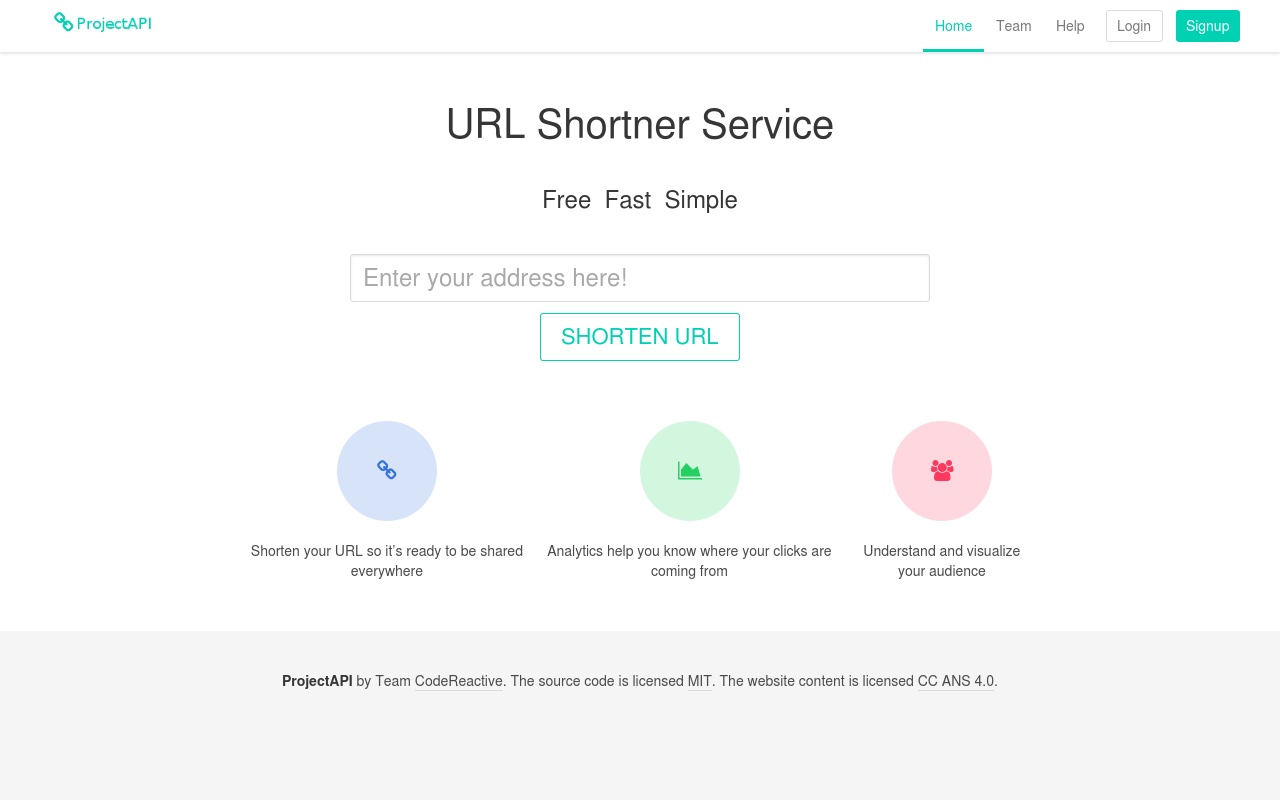 ProjectAPI
Home Team Help Login Signup
URL Shortner Service
Free Fast Simple
Enter your address here!
SHORTEN URL
Shorten your URL so it's ready to be shared
everywhere
Analytics help you know where your clicks are
coming from
Understand and visualize
your audience
ProjectAPI by Team CodeReactive. The source code is licensed MIT. The website content is licensed CC ANS 4.0.